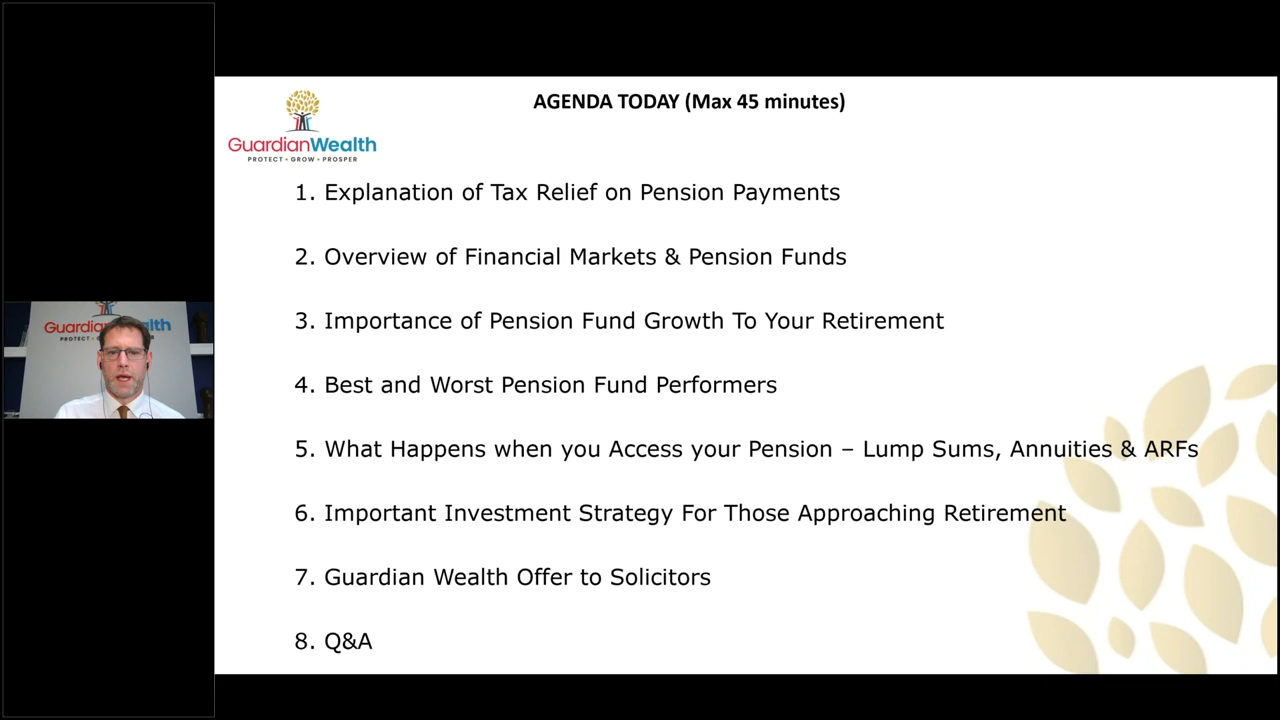 AGENDA TODAY (Max 45 minutes)
GuardianWealth
PROTECT • GROW • PROSPER
1. Explanation of Tax Relief on Pension Payments
2. Overview of Financial Markets & Pension Funds
3. Importance of Pension Fund Growth To Your Retirement
4. Best and Worst Pension Fund Performers
5. What Happens when you Access your Pension – Lump Sums, Annuities & ARFs
6. Important Investment Strategy For Those Approaching Retirement
7. Guardian Wealth Offer to Solicitors
8. Q&A